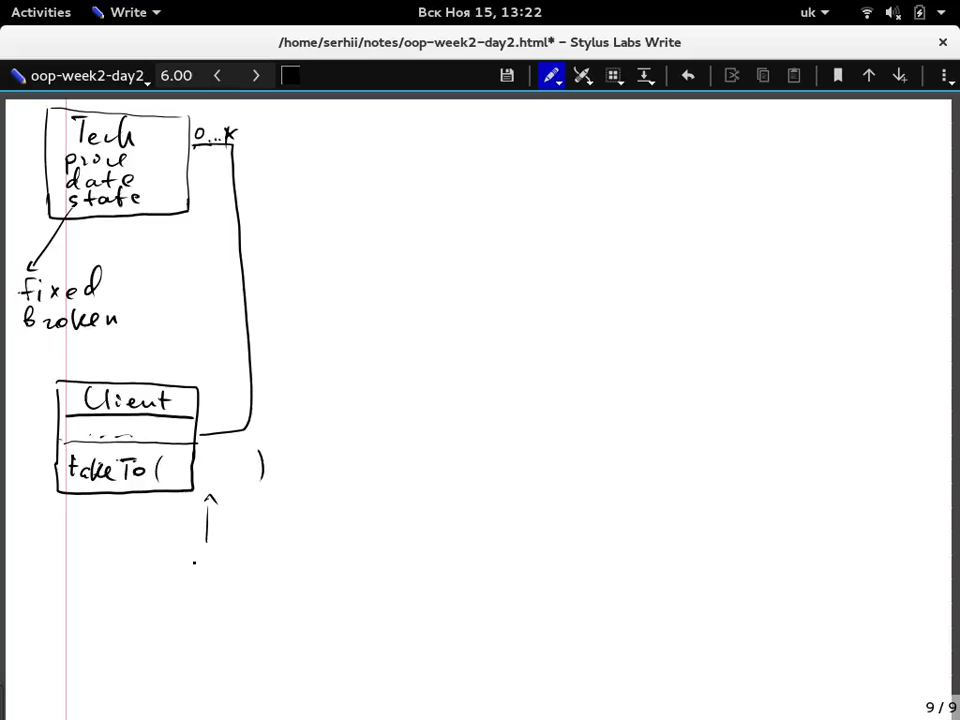 Activities Write Вск Ноя 15, 13:22 uk
/home/serhii/notes/oop-week2-day2.html* – Stylus Labs Write ×
oop-week2-day2 6.00
Tech 0...*
date
state
fixed
broken
Client
....
takeTo( )
9 / 9